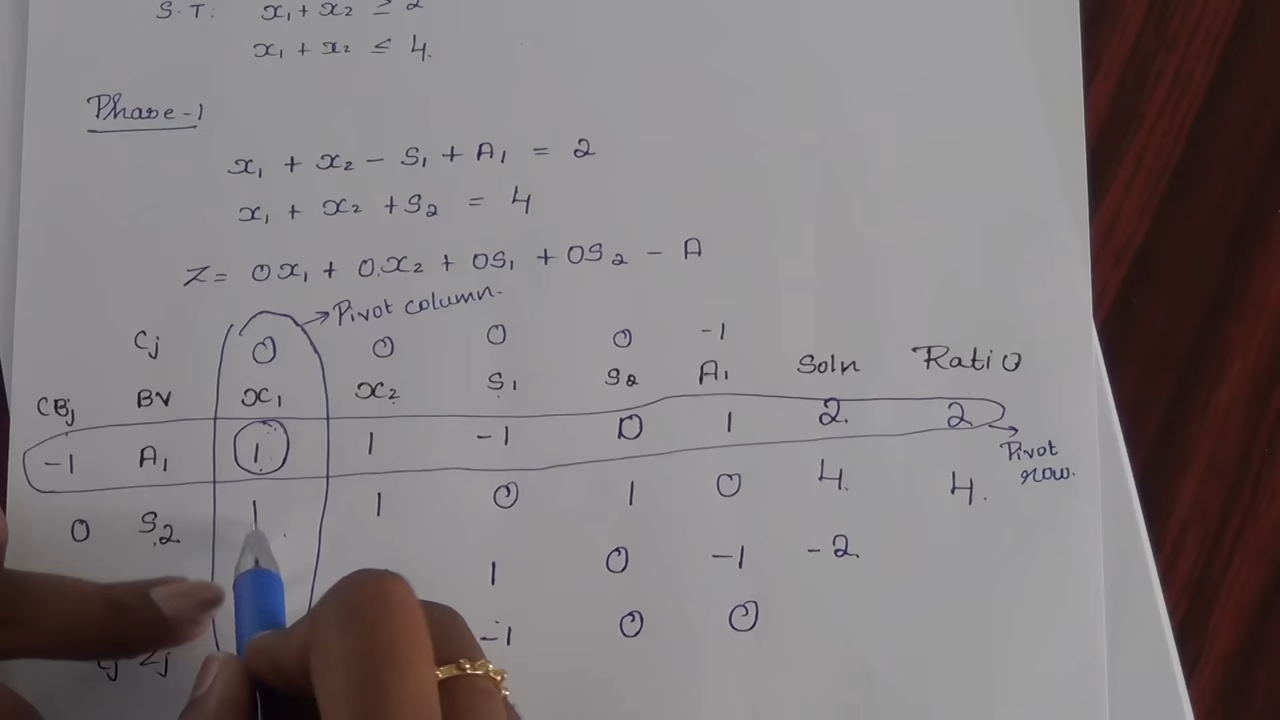 S.T: x₁ + x₂ ≥ 2
x₁ + x₂ ≤ 4.
Phase-1
x₁ + x₂ - S₁ + A₁ = 2
x₁ + x₂ + S₂ = 4
Z = 0x₁ + 0.x₂ + 0S₁ + 0S₂ - A
→ Pivot column.
Cj 0 0 0 0 -1
CBj BV x₁ x₂ S₁ S₂ A₁ Soln Ratio
-1 A₁ 1 1 -1 0 1 2. 2 → Pivot row.
0 S₂ 1 1 0 1 0 4. 4.
1 0 -1 -2.
Cj Zj -1 0 0